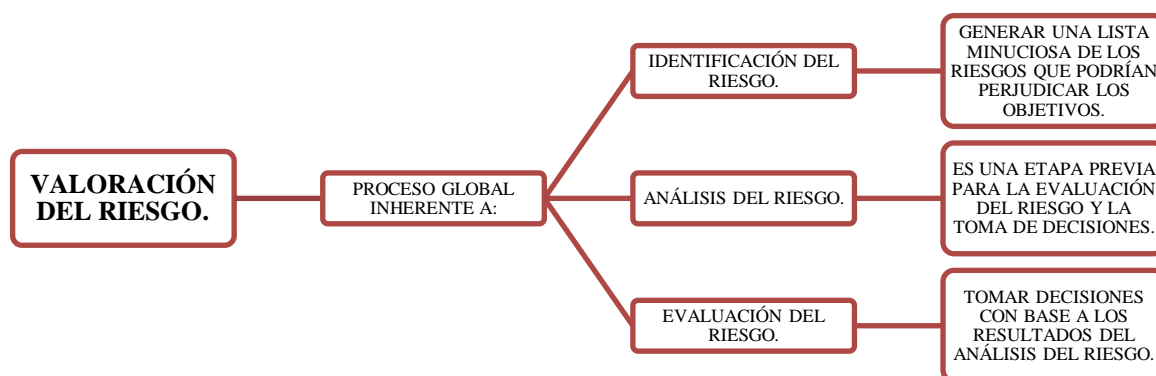 VALORACIÓN
DEL RIESGO.
PROCESO GLOBAL
INHERENTE A:
IDENTIFICACIÓN DEL
RIESGO.
GENERAR UNA LISTA
MINUCIOSA DE LOS
RIESGOS QUE PODRÍAN
PERJUDICAR LOS
OBJETIVOS.
ANÁLISIS DEL RIESGO.
ES UNA ETAPA PREVIA
PARA LA EVALUACIÓN
DEL RIESGO Y LA
TOMA DE DECISIONES.
EVALUACIÓN DEL
RIESGO.
TOMAR DECISIONES
CON BASE A LOS
RESULTADOS DEL
ANÁLISIS DEL RIESGO.